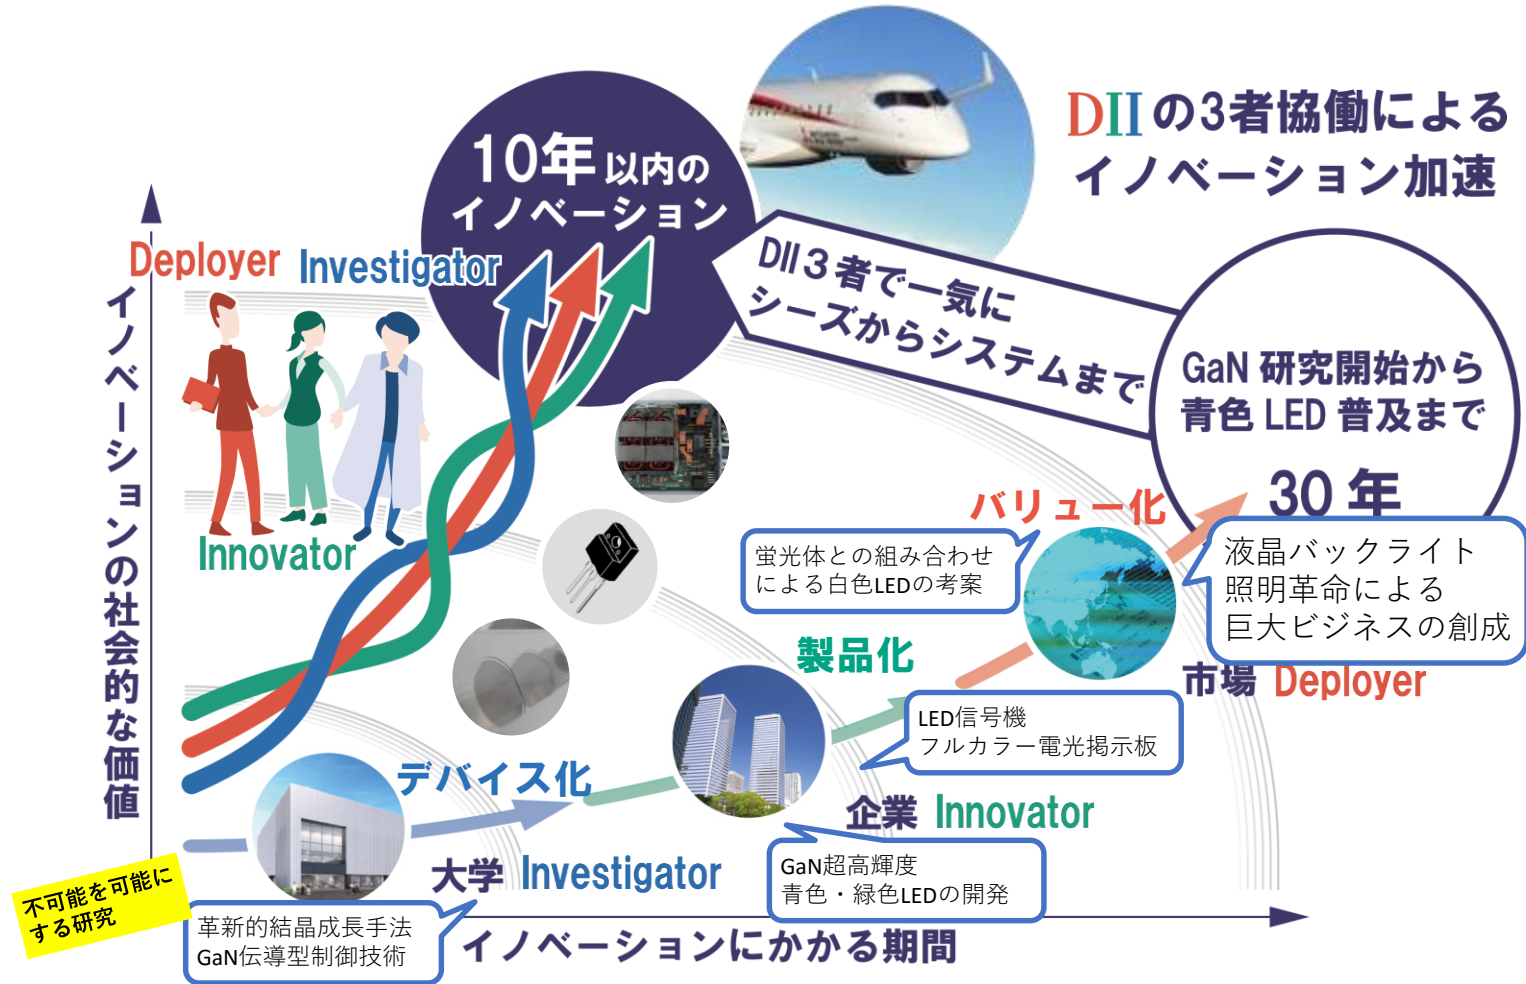 DIIの3者協働による
イノベーション加速
10年以内の
イノベーション
Deployer
Investigator
Innovator
DII３者で一気に
シーズからシステムまで
GaN 研究開始から
青色 LED 普及まで
30 年
イノベーションの社会的な価値
バリュー化
蛍光体との組み合わせ
による白色LEDの考案
液晶バックライト
照明革命による
巨大ビジネスの創成
市場 Deployer
製品化
LED信号機
フルカラー電光掲示板
企業 Innovator
デバイス化
GaN超高輝度
青色・緑色LEDの開発
大学 Investigator
不可能を可能に
する研究
革新的結晶成長手法
GaN伝導型制御技術
イノベーションにかかる期間